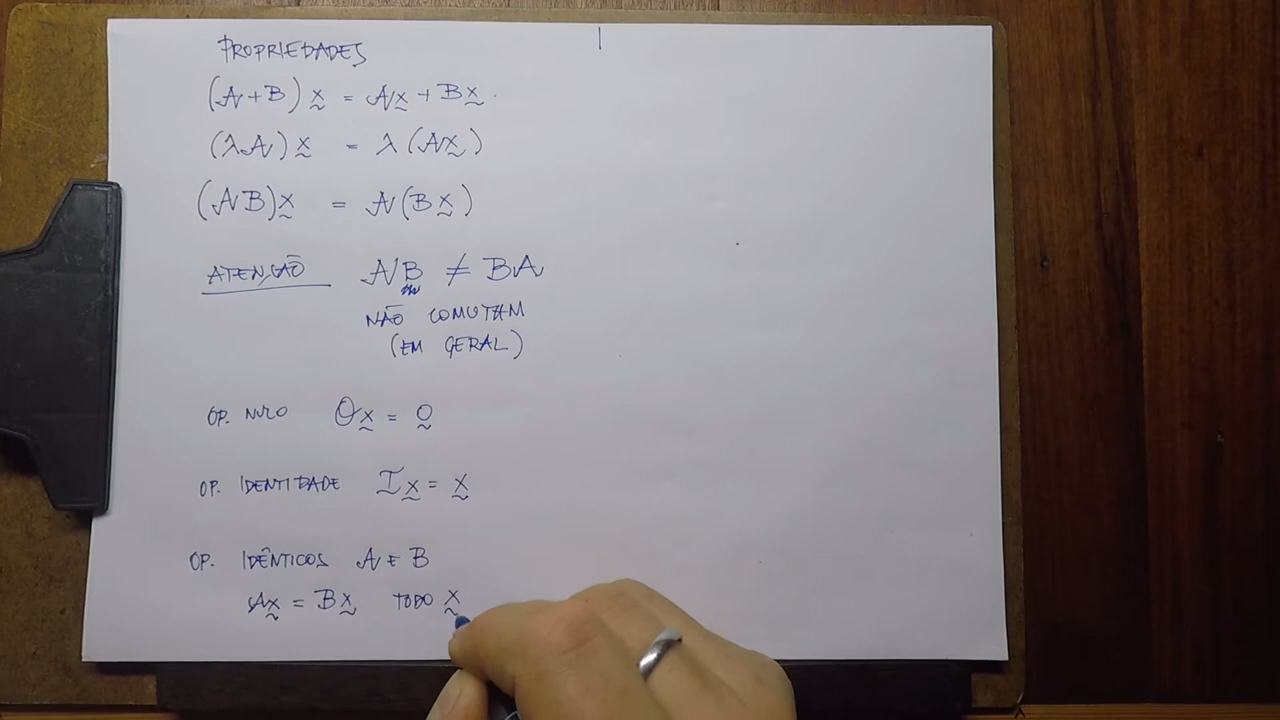 PROPRIEDADES
(A+B) x̰ = Ax̰ + Bx̰.
(λA) x̰ = λ(Ax̰)
(AB)x̰ = A(Bx̰)
ATENÇÃO AB ≠ BA
NÃO COMUTAM
(EM GERAL)
OP. NULO Ox̰ = 0̰
OP. IDENTIDADE Ḭx̰ = x̰
OP. IDÊNTICOS A E B
Ax̰ = Bx̰ TODO x̰